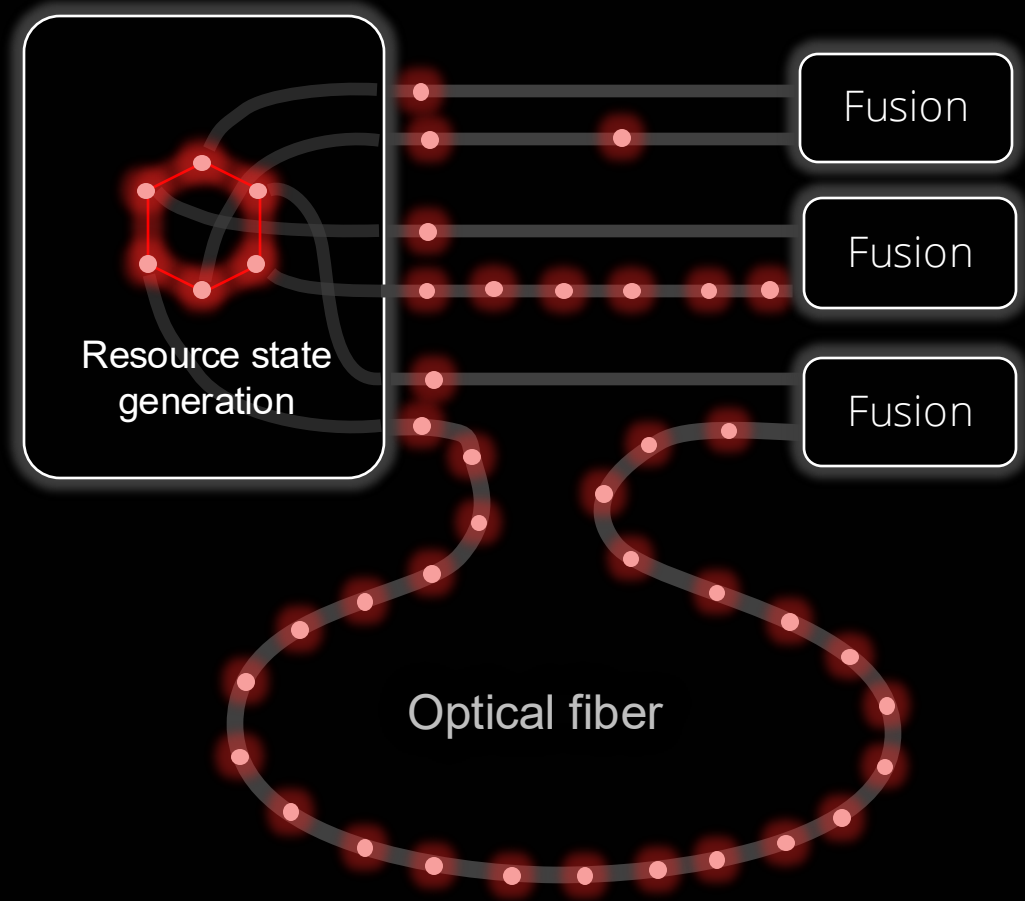 Fusion
Fusion
Resource state
generation
Fusion
Optical fiber